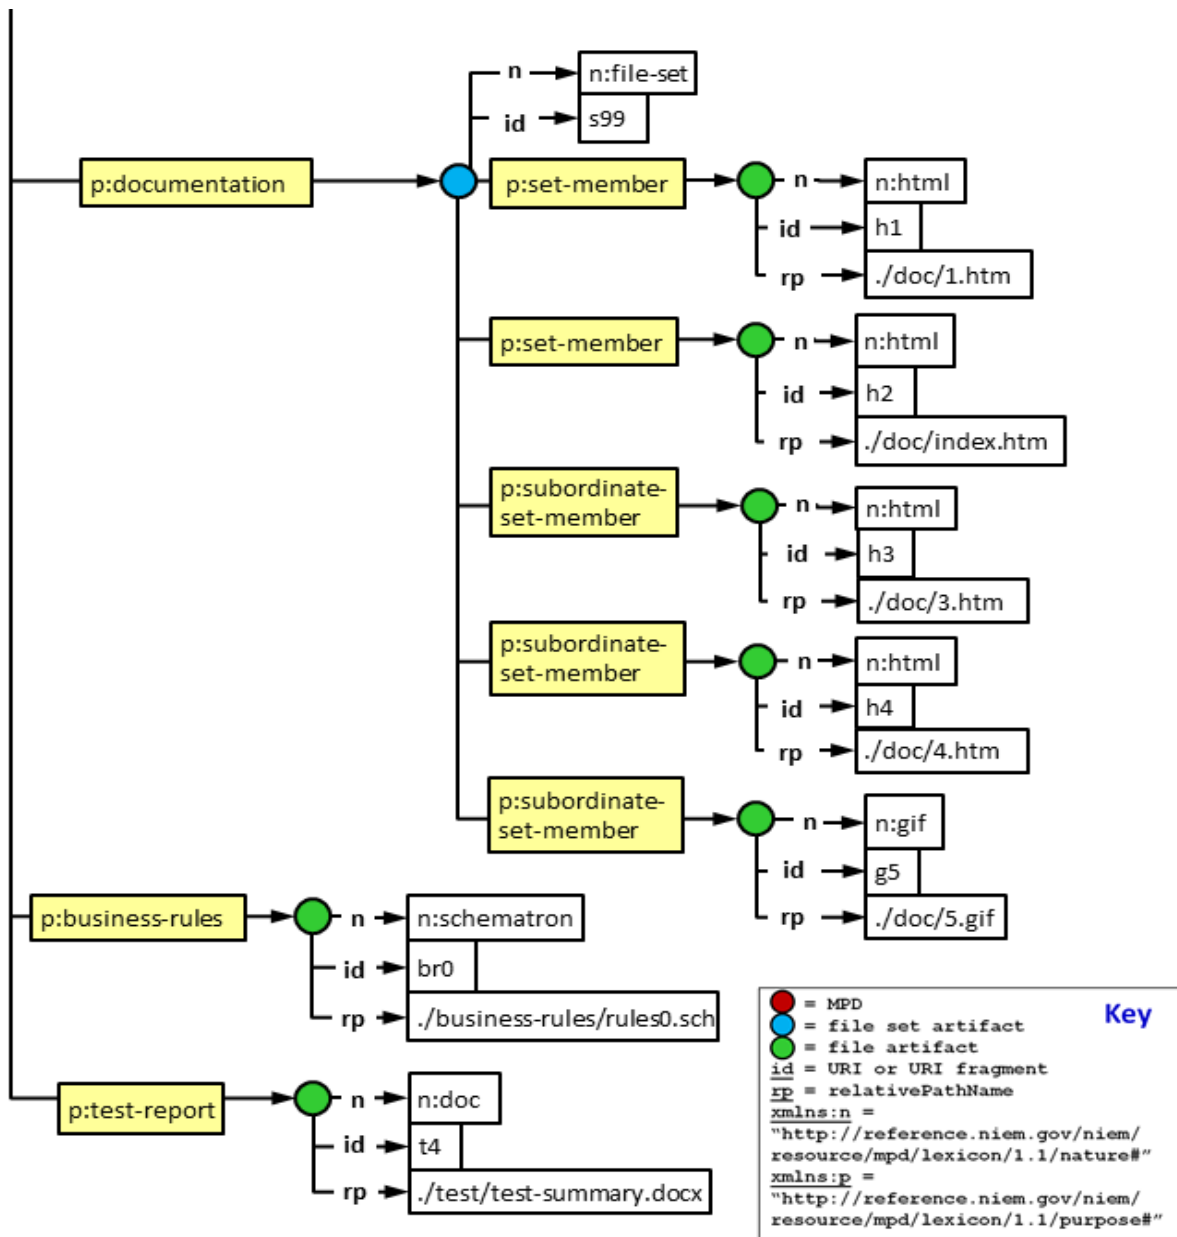 n
n:file-set
id
s99
p:documentation
p:set-member
n
n:html
id
h1
rp
./doc/1.htm
p:set-member
n
n:html
id
h2
rp
./doc/index.htm
p:subordinate-
set-member
n
n:html
id
h3
rp
./doc/3.htm
p:subordinate-
set-member
n
n:html
id
h4
rp
./doc/4.htm
p:subordinate-
set-member
n
n:gif
id
g5
rp
./doc/5.gif
p:business-rules
n
n:schematron
id
br0
rp
./business-rules/rules0.sch
p:test-report
n
n:doc
id
t4
rp
./test/test-summary.docx
Key
= MPD
= file set artifact
= file artifact
id = URI or URI fragment
rp = relativePathName
xmlns:n =
“http://reference.niem.gov/niem/
resource/mpd/lexicon/1.1/nature#”
xmlns:p =
“http://reference.niem.gov/niem/
resource/mpd/lexicon/1.1/purpose#”